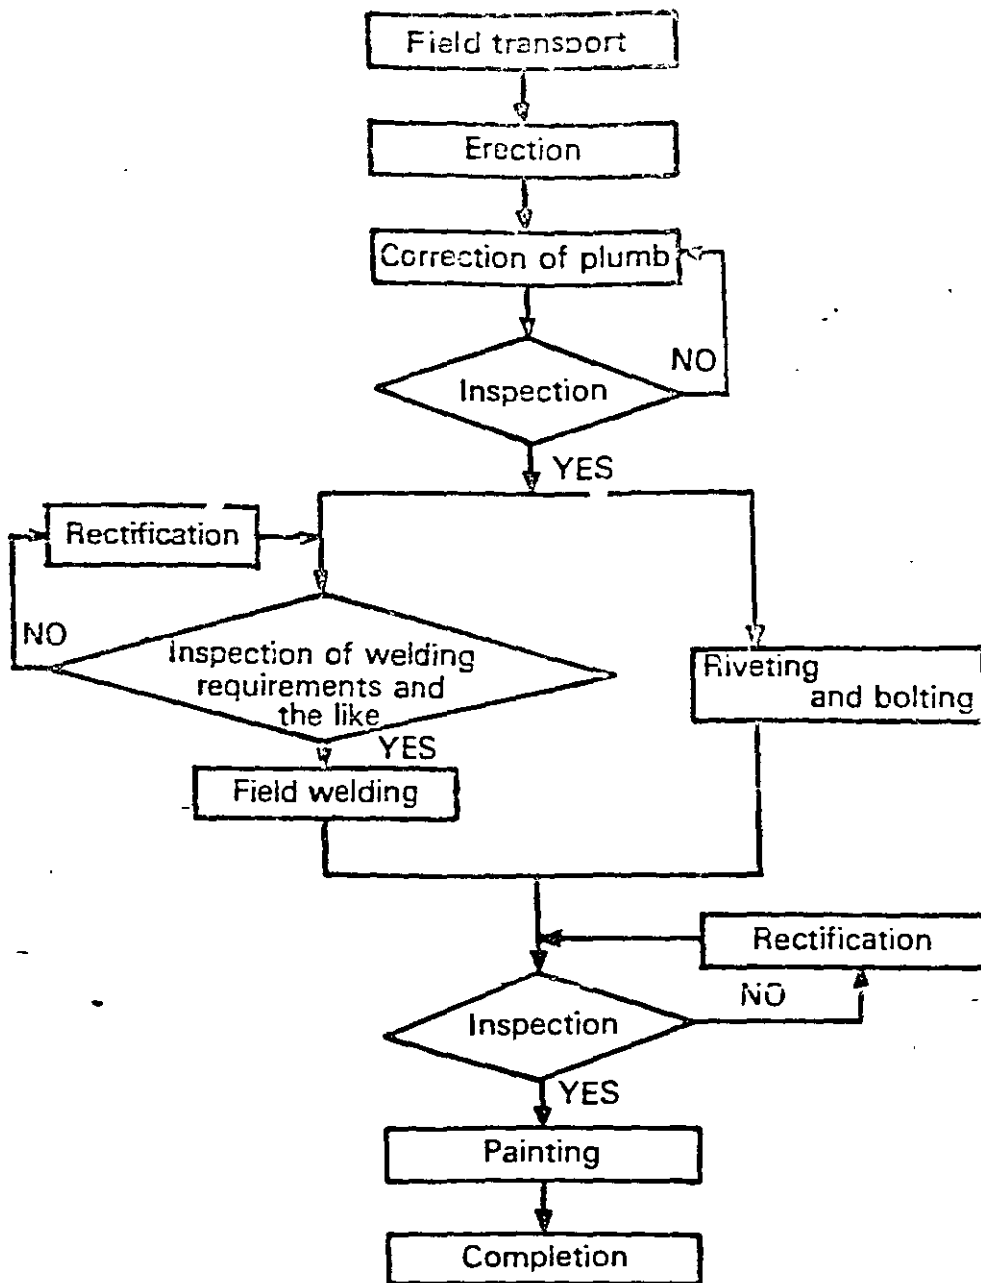 Field transport
Erection
Correction of plumb
NO
Inspection
YES
Rectification
NO
Inspection of welding
requirements and
the like
Riveting
and bolting
YES
Field welding
Rectification
NO
Inspection
YES
Painting
Completion